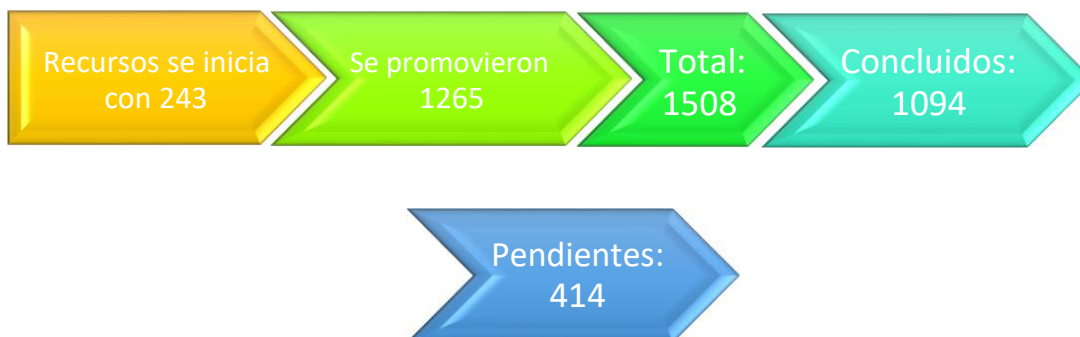 Recursos se inicia
con 243
Se promovieron
1265
Total:
1508
Concluidos:
1094
Pendientes:
414